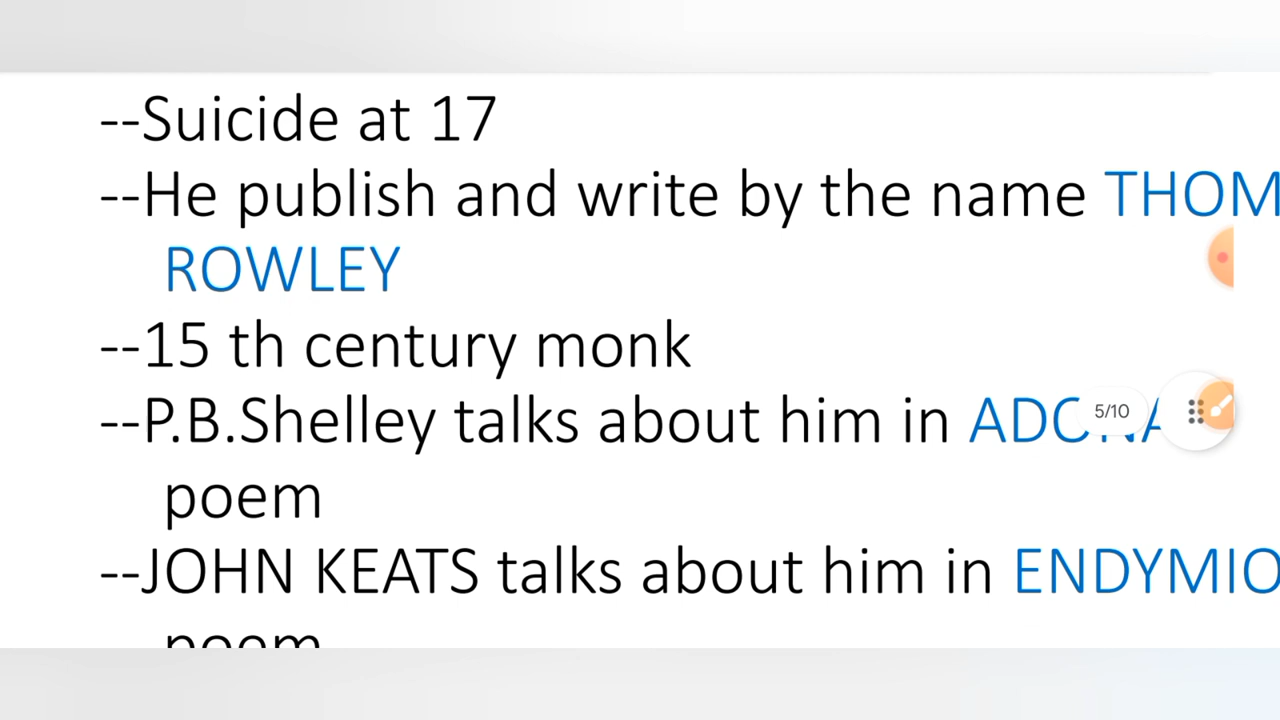 --Suicide at 17
--He publish and write by the name THOM
ROWLEY
--15 th century monk
--P.B.Shelley talks about him in
5/10
poem
--JOHN KEATS talks about him in ENDYMIO
poem